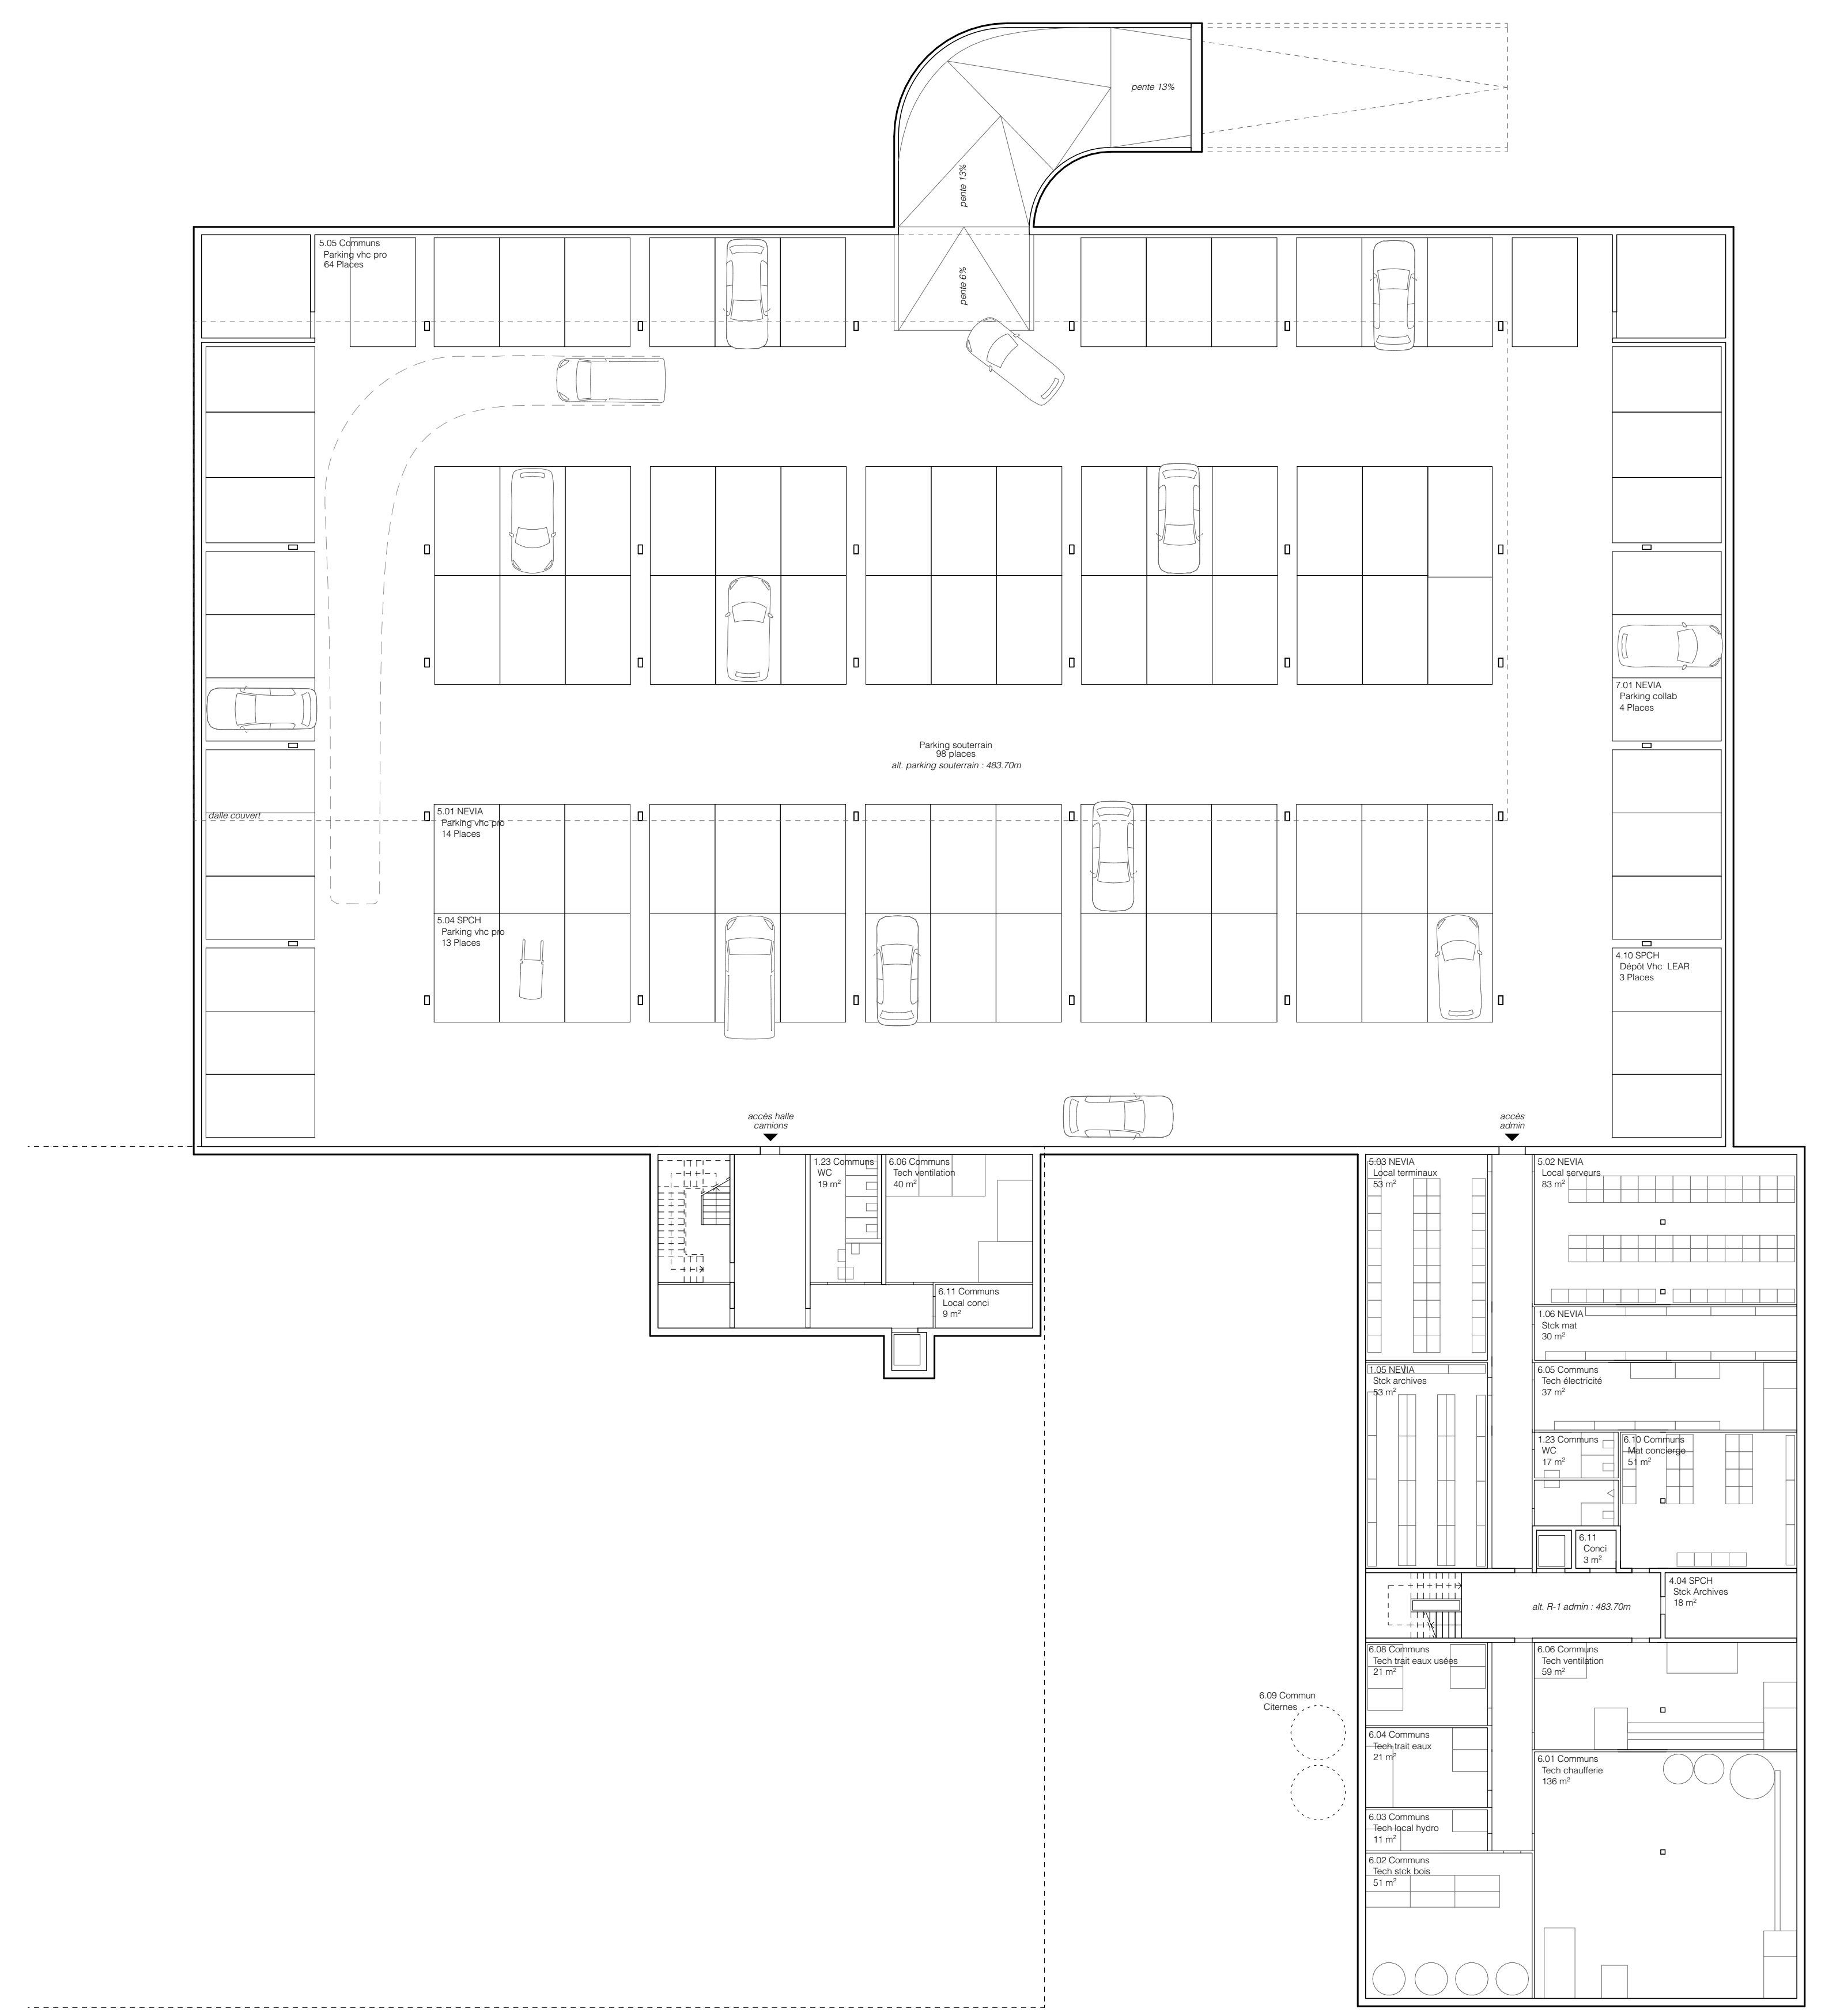 pente 13%
pente 13%
pente 6%
5.05 Communs
Parking vhc pro
64 Places
7.01 NEVIA
Parking collab
4 Places
Parking souterrain
98 places
alt. parking souterrain : 483.70m
dalle couvert
5.01 NEVIA
Parking vhc pro
14 Places
5.04 SPCH
Parking vhc pro
13 Places
4.10 SPCH
Dépôt Vhc LEAR
3 Places
accès halle
camions
accès
admin
1.23 Communs
WC
19 m²
6.06 Communs
Tech ventilation
40 m²
6.11 Communs
Local conci
9 m²
5.03 NEVIA
Local terminaux
53 m²
5.02 NEVIA
Local serveurs
83 m²
1.06 NEVIA
Stck mat
30 m²
1.05 NEVIA
Stck archives
53 m²
6.05 Communs
Tech électricité
37 m²
1.23 Communs
WC
17 m²
6.10 Communs
Mat concierge
51 m²
6.11
Conci
3 m²
4.04 SPCH
Stck Archives
18 m²
alt. R-1 admin : 483.70m
6.08 Communs
Tech trait eaux usées
21 m²
6.06 Communs
Tech ventilation
59 m²
6.09 Commun
Citernes
6.04 Communs
Tech trait eaux
21 m²
6.01 Communs
Tech chaufferie
136 m²
6.03 Communs
Tech local hydro
11 m²
6.02 Communs
Tech stck bois
51 m²